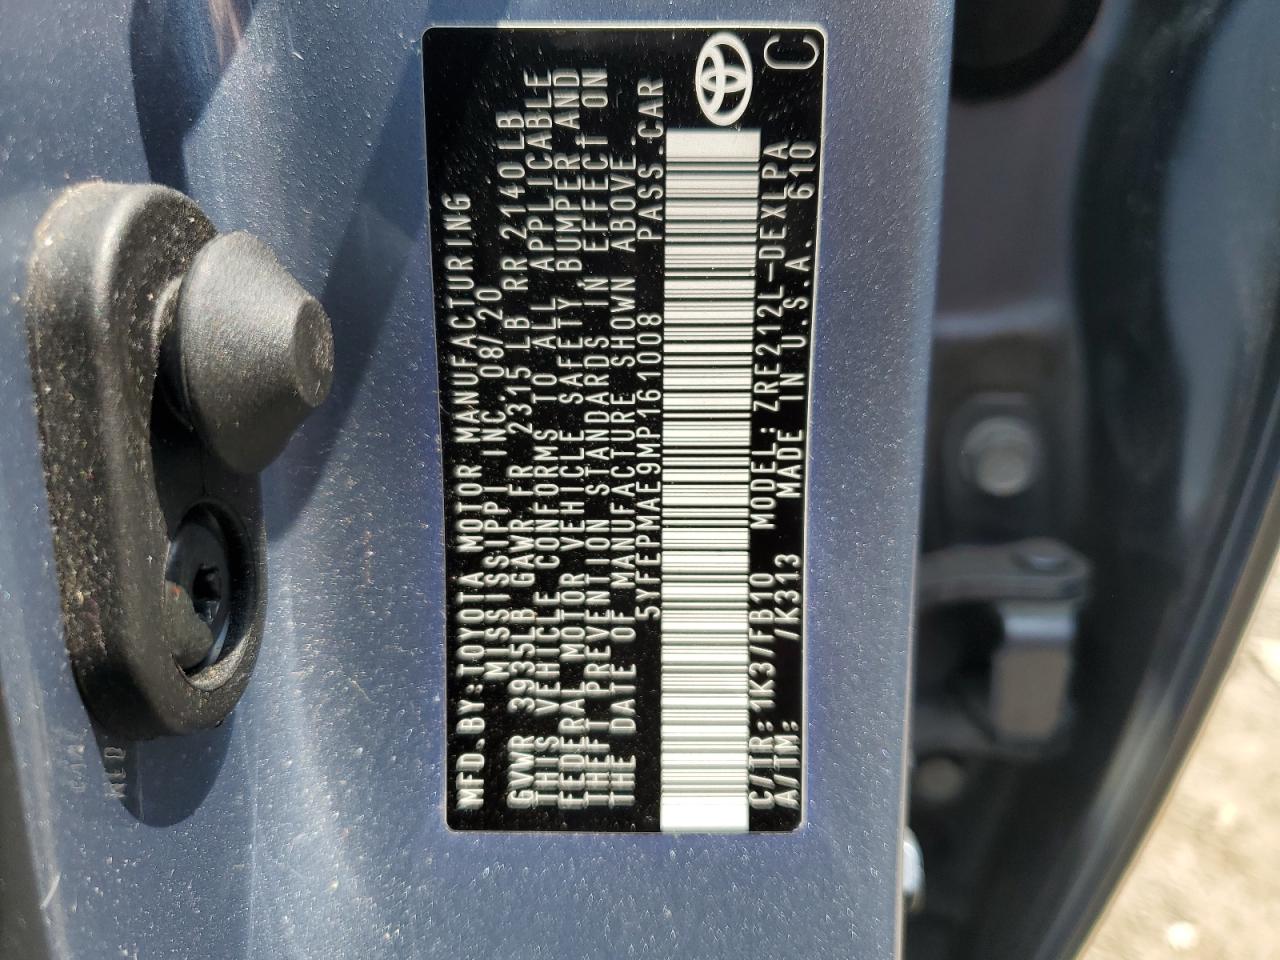 MFD.BY:TOYOTA MOTOR MANUFACTURING
MISSISSIPPI INC. 08/20
GVWR 3935LB GAWR FR 2315 LB RR 2140LB
THIS VEHICLE CONFORMS TO ALL APPLICABLE
FEDERAL MOTOR VEHICLE SAFETY, BUMPER AND
THEFT PREVENTION STANDARDS IN EFFECT ON
THE DATE OF MANUFACTURE SHOWN ABOVE.
5YFEPMAE9MP161008 PASS.CAR
C/TR:1K3/FB10 MODEL:ZRE212L-DEXLPA
A/TM: /K313 MADE IN U.S.A. 610
C